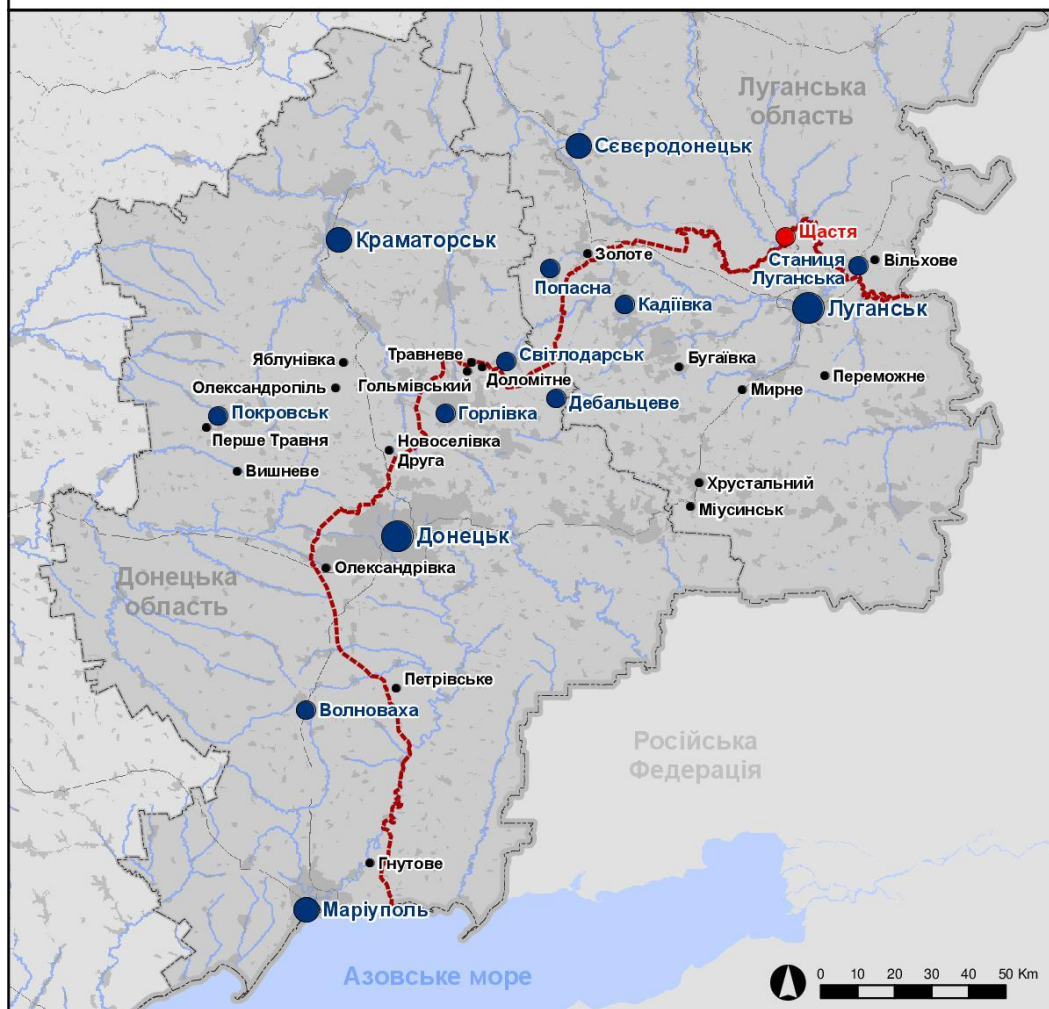 Луганська
область
Сєвєродонецьк
Щастя
Краматорськ
Золоте
Станиця
Луганська
Вільхове
Попасна
Кадіївка
Луганськ
Світлодарськ
Травневе
Яблунівка
Бугаївка
Гольмівський
Доломітне
Переможне
Олександропіль
Мирне
Дебальцеве
Покровськ
Горлівка
Перше Травня
Новоселівка
Друга
Вишневе
Хрустальний
Міусинськ
Донецьк
Олександрівка
Донецька
область
Петрівське
Волноваха
Російська
Федерація
Гнутове
Маріуполь
Азовське море
0 10 20 30 40 50 Km